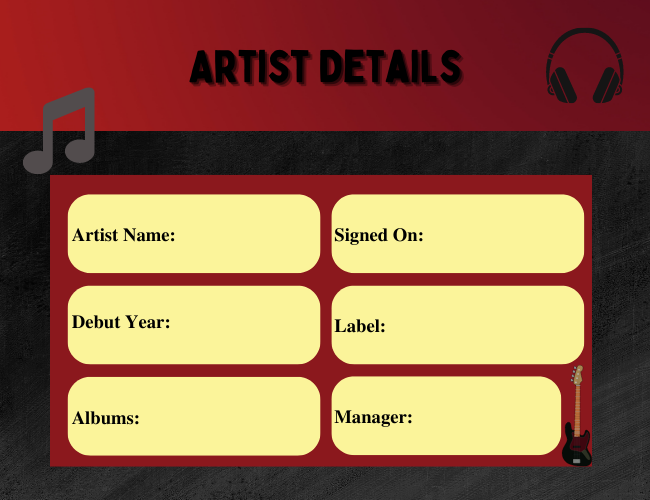 ARTIST DETAILS
Artist Name:
Signed On:
Debut Year:
Label:
Albums:
Manager: